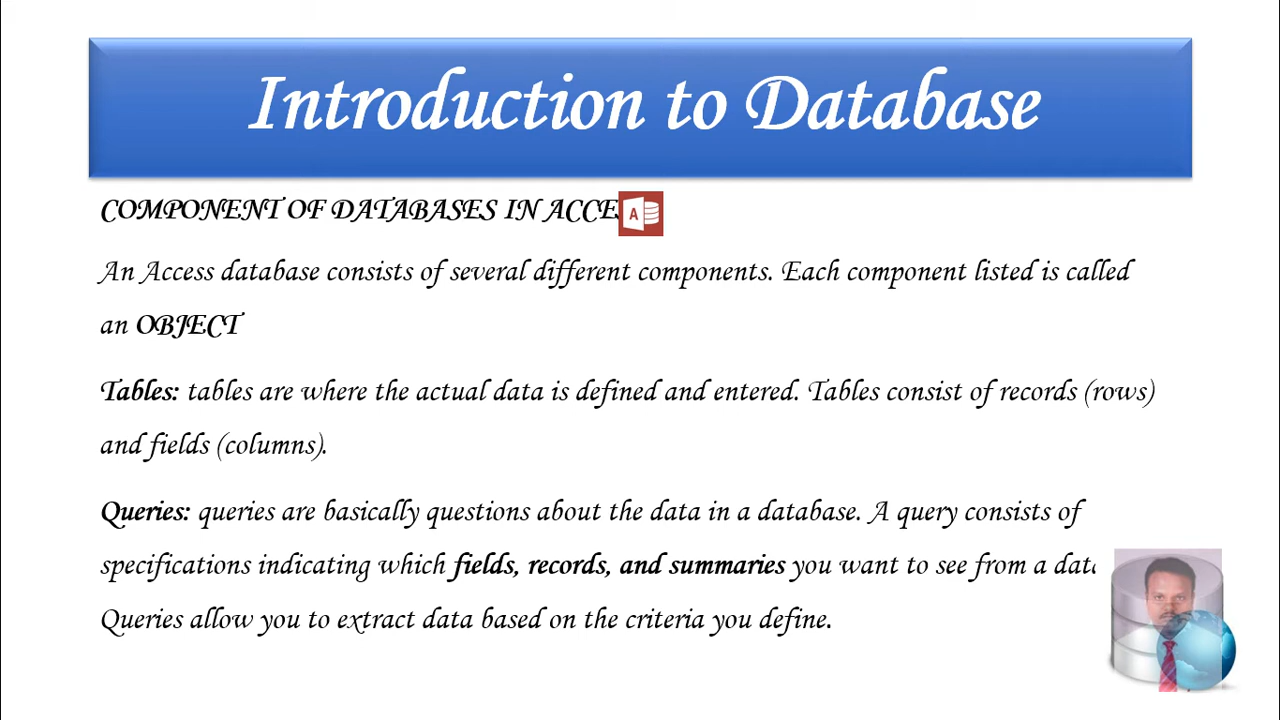 Introduction to Database
COMPONENT OF DATABASES IN ACCE
A
An Access database consists of several different components. Each component listed is called
an OBJECT
Tables: tables are where the actual data is defined and entered. Tables consist of records (rows)
and fields (columns).
Queries: queries are basically questions about the data in a database. A query consists of
specifications indicating which fields, records, and summaries you want to see from a data
Queries allow you to extract data based on the criteria you define.